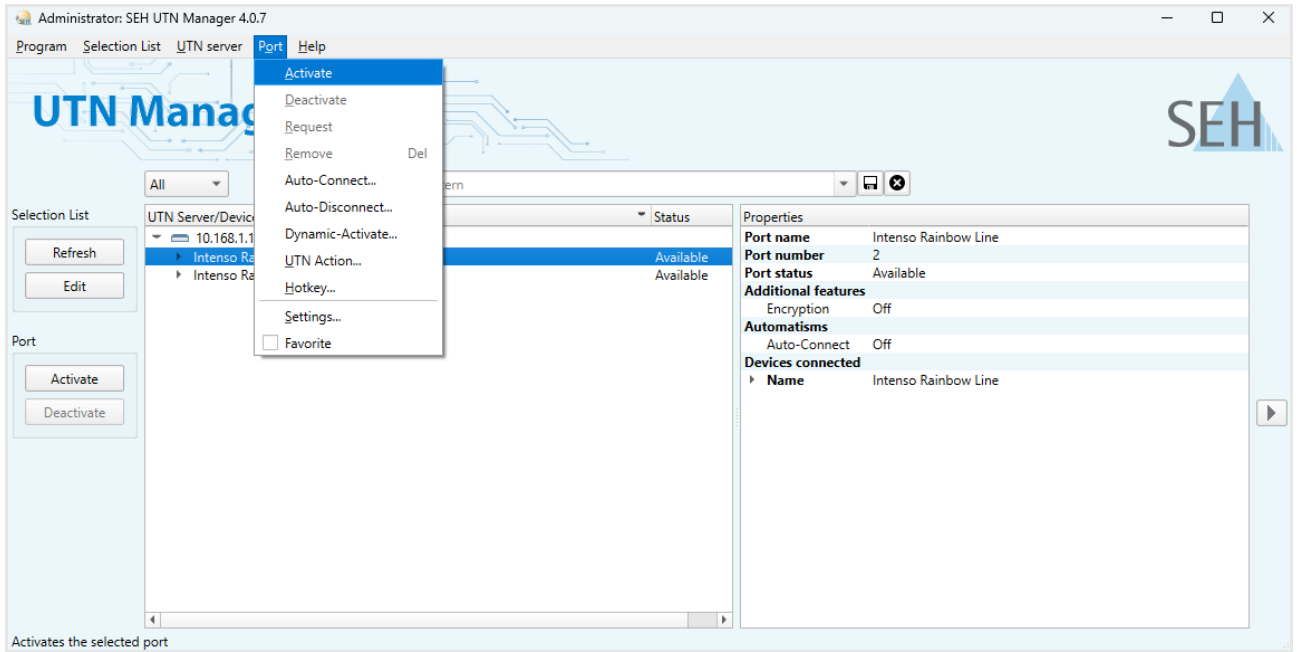 Administrator: SEH UTN Manager 4.0.7
Program Selection List UTN server Port Help
Activate
Deactivate
Request
Remove Del
Auto-Connect...
Auto-Disconnect...
Dynamic-Activate...
UTN Action...
Hotkey...
Settings...
Favorite
UTN Manag
SEH
All
ern
Selection List
Refresh
Edit
Port
Activate
Deactivate
UTN Server/Devic Status
10.168.1.1
Intenso Ra Available
Intenso Ra Available
Properties
Port name Intenso Rainbow Line
Port number 2
Port status Available
Additional features
Encryption Off
Automatisms
Auto-Connect Off
Devices connected
Name Intenso Rainbow Line
Activates the selected port